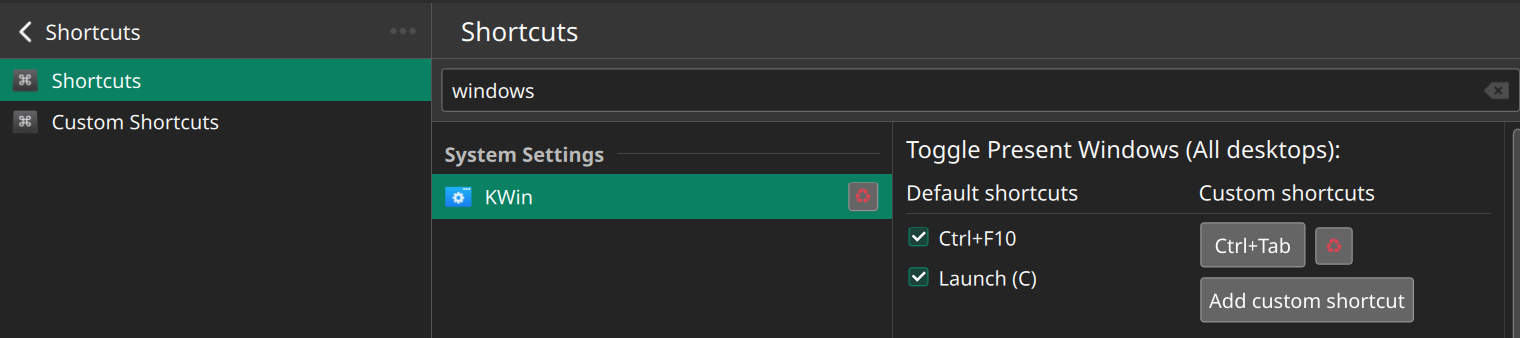 Shortcuts
Shortcuts
Custom Shortcuts
Shortcuts
windows
System Settings
KWin
Toggle Present Windows (All desktops):
Default shortcuts Custom shortcuts
Ctrl+F10 Ctrl+Tab
Launch (C)
Add custom shortcut